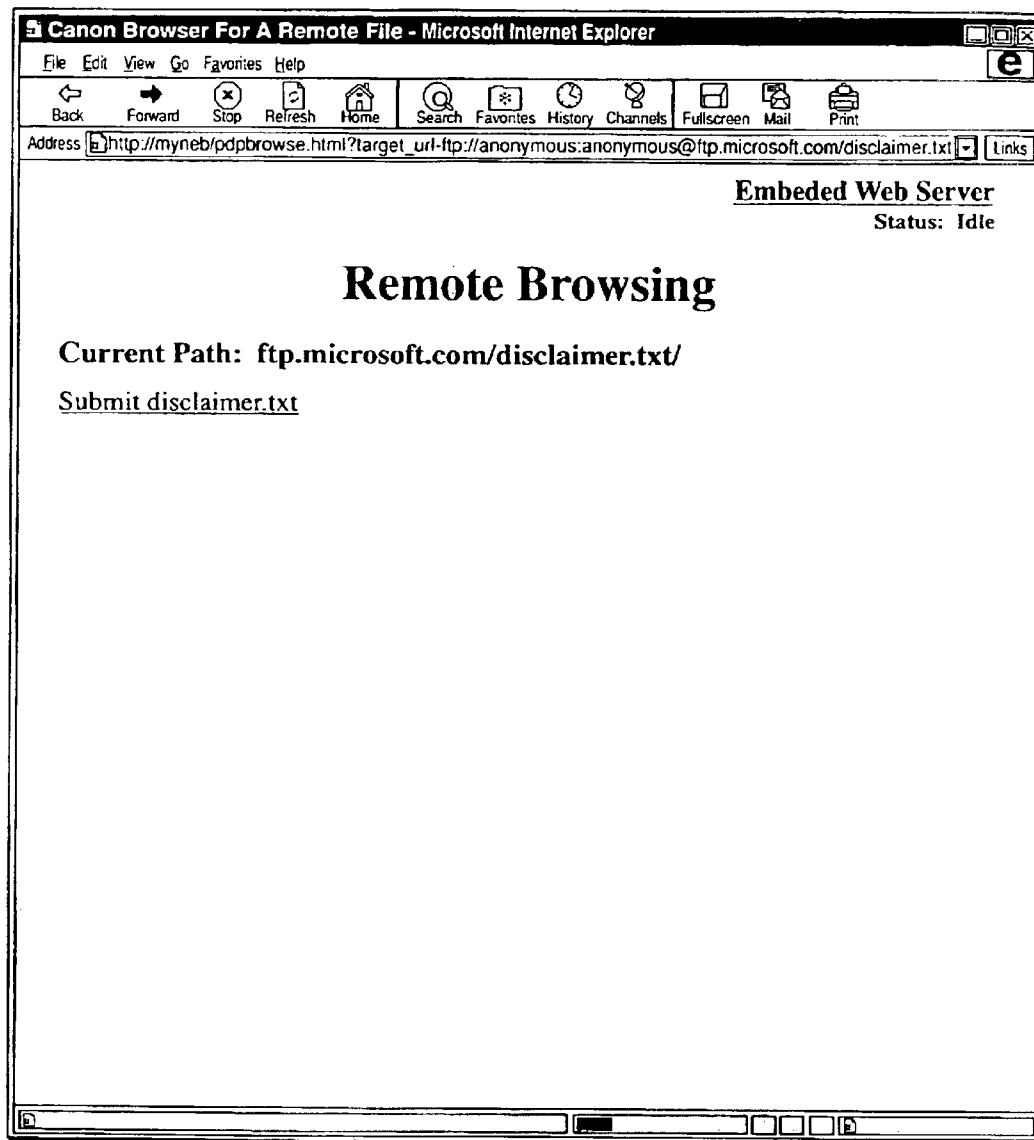 Canon Browser For A Remote File - Microsoft Internet Explorer
File Edit View Go Favorites Help
Back Forward Stop Refresh Home Search Favorites History Channels Fullscreen Mail Print
Address http://myneb/pdpbrowse.html?target_url-ftp://anonymous:anonymous@ftp.microsoft.com/disclaimer.txt Links
Embeded Web Server
Status: Idle
Remote Browsing
Current Path: ftp.microsoft.com/disclaimer.txt/
Submit disclaimer.txt